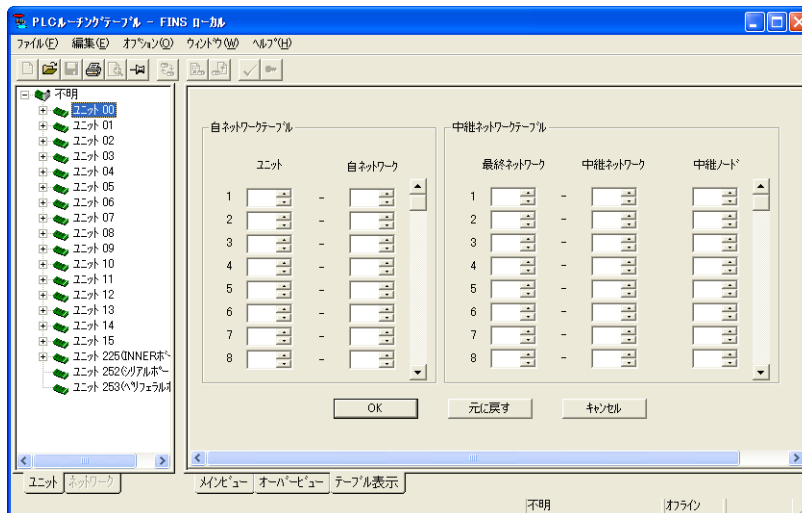 PLCルーチングテーブル - FINS ローカル
ファイル(F) 編集(E) オプション(O) ウィンドウ(W) ヘルプ(H)
不明
ユニット 00
ユニット 01
ユニット 02
ユニット 03
ユニット 04
ユニット 05
ユニット 06
ユニット 07
ユニット 08
ユニット 09
ユニット 10
ユニット 11
ユニット 12
ユニット 13
ユニット 14
ユニット 15
ユニット 225(INNERボー
ユニット 252(シリアルポー
ユニット 253(ペリフェラルポ
ユニット ネットワーク
自ネットワークテーブル
ユニット 自ネットワーク
1 -
2 -
3 -
4 -
5 -
6 -
7 -
8 -
中継ネットワークテーブル
最終ネットワーク 中継ネットワーク 中継ノード
1 -
2 -
3 -
4 -
5 -
6 -
7 -
8 -
OK 元に戻す キャンセル
メインビュー オーバービュー テーブル表示
不明 オフライン